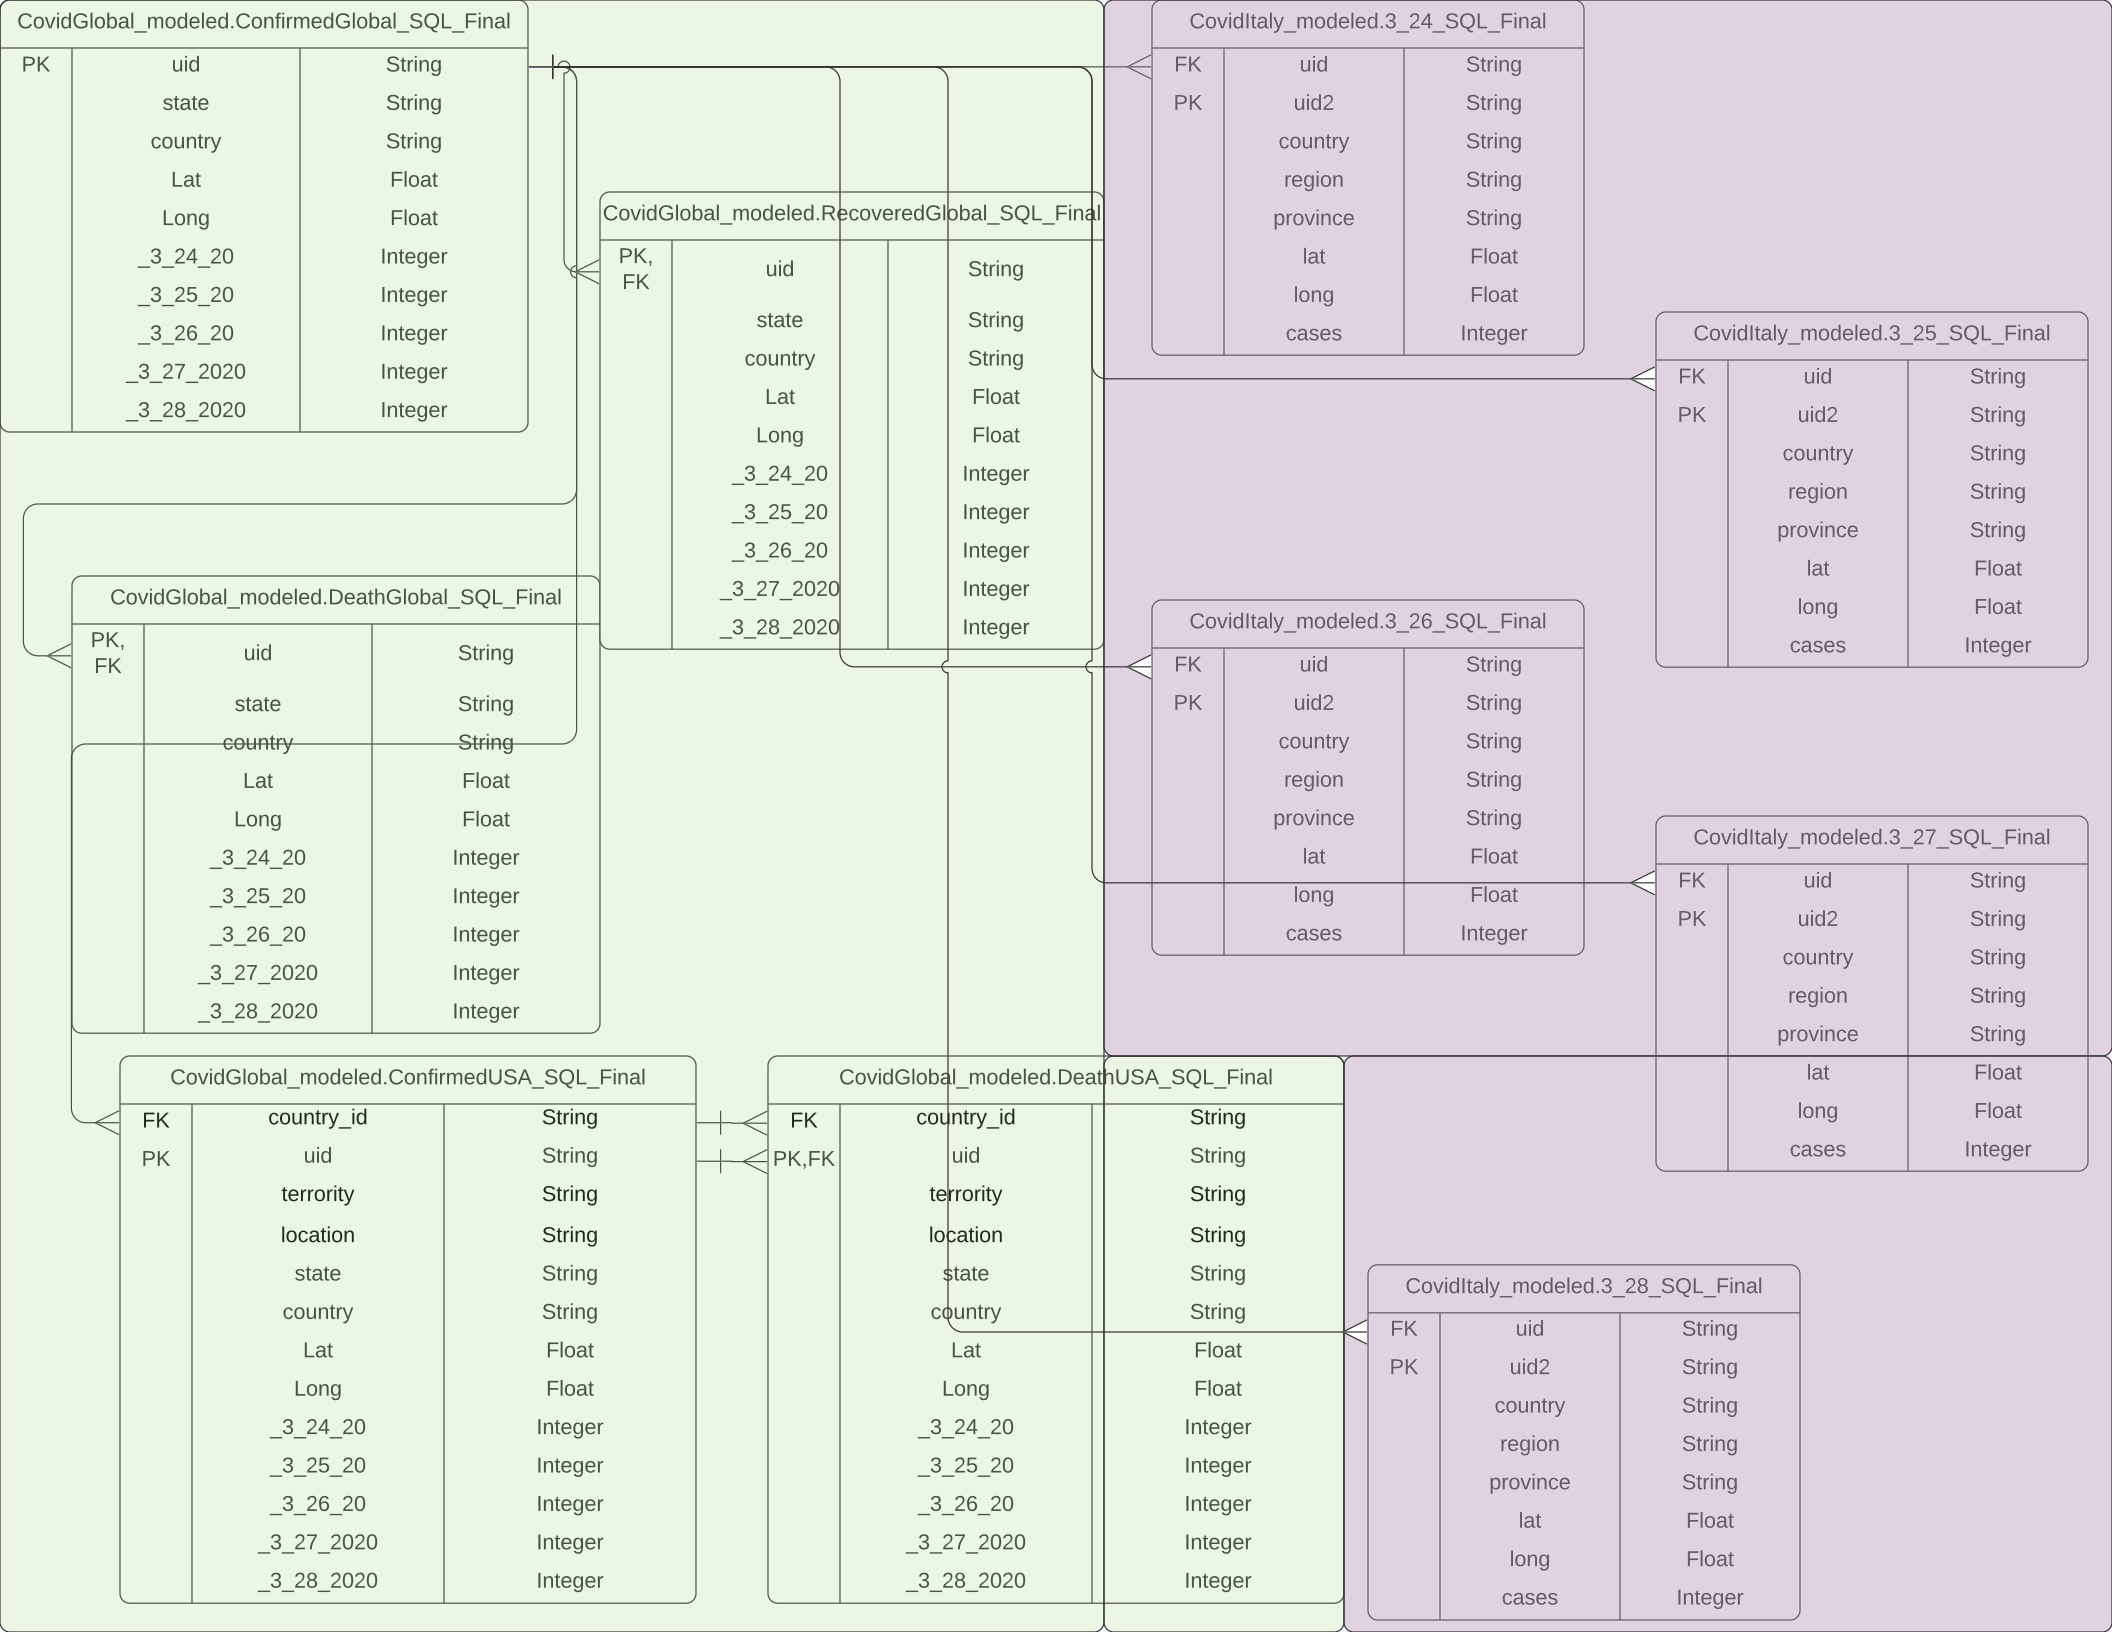 CovidGlobal_modeled.ConfirmedGlobal_SQL_Final
PK uid String
state String
country String
Lat Float
Long Float
_3_24_20 Integer
_3_25_20 Integer
_3_26_20 Integer
_3_27_2020 Integer
_3_28_2020 Integer
CovidGlobal_modeled.RecoveredGlobal_SQL_Final
PK,
FK uid String
state String
country String
Lat Float
Long Float
_3_24_20 Integer
_3_25_20 Integer
_3_26_20 Integer
_3_27_2020 Integer
_3_28_2020 Integer
CovidGlobal_modeled.DeathGlobal_SQL_Final
PK,
FK uid String
state String
country String
Lat Float
Long Float
_3_24_20 Integer
_3_25_20 Integer
_3_26_20 Integer
_3_27_2020 Integer
_3_28_2020 Integer
CovidGlobal_modeled.ConfirmedUSA_SQL_Final
FK country_id String
PK uid String
terrority String
location String
state String
country String
Lat Float
Long Float
_3_24_20 Integer
_3_25_20 Integer
_3_26_20 Integer
_3_27_2020 Integer
_3_28_2020 Integer
CovidGlobal_modeled.DeathUSA_SQL_Final
FK country_id String
PK,FK uid String
terrority String
location String
state String
country String
Lat Float
Long Float
_3_24_20 Integer
_3_25_20 Integer
_3_26_20 Integer
_3_27_2020 Integer
_3_28_2020 Integer
CovidItaly_modeled.3_24_SQL_Final
FK uid String
PK uid2 String
country String
region String
province String
lat Float
long Float
cases Integer
CovidItaly_modeled.3_25_SQL_Final
FK uid String
PK uid2 String
country String
region String
province String
lat Float
long Float
cases Integer
CovidItaly_modeled.3_26_SQL_Final
FK uid String
PK uid2 String
country String
region String
province String
lat Float
long Float
cases Integer
CovidItaly_modeled.3_27_SQL_Final
FK uid String
PK uid2 String
country String
region String
province String
lat Float
long Float
cases Integer
CovidItaly_modeled.3_28_SQL_Final
FK uid String
PK uid2 String
country String
region String
province String
lat Float
long Float
cases Integer